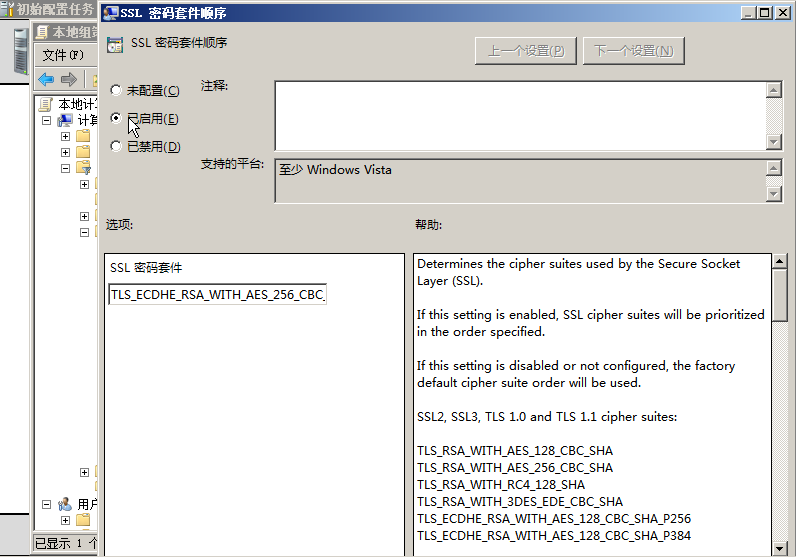 初始配置任务
本地组策
文件(F)
本地计
计算
用户
已显示 1 个
SSL 密码套件顺序
SSL 密码套件顺序
上一个设置(P)
下一个设置(N)
未配置(C)
已启用(E)
已禁用(D)
注释:
支持的平台:
至少 Windows Vista
选项:
帮助:
SSL 密码套件
TLS_ECDHE_RSA_WITH_AES_256_CBC_
Determines the cipher suites used by the Secure Socket
Layer (SSL).
If this setting is enabled, SSL cipher suites will be prioritized
in the order specified.
If this setting is disabled or not configured, the factory
default cipher suite order will be used.
SSL2, SSL3, TLS 1.0 and TLS 1.1 cipher suites:
TLS_RSA_WITH_AES_128_CBC_SHA
TLS_RSA_WITH_AES_256_CBC_SHA
TLS_RSA_WITH_RC4_128_SHA
TLS_RSA_WITH_3DES_EDE_CBC_SHA
TLS_ECDHE_RSA_WITH_AES_128_CBC_SHA_P256
TLS_ECDHE_RSA_WITH_AES_128_CBC_SHA_P384